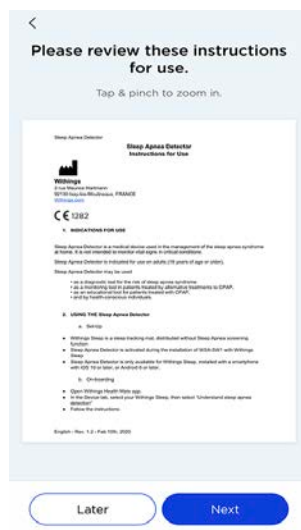 Please review these instructions
for use.
Tap & pinch to zoom in.
Sleep Apnea Detector
Sleep Apnea Detector
Instructions for Use
Withings
2 rue Maurice Hartmann
92130 Issy-les-Moulineaux, FRANCE
Withings.com
CE 1282
1. INDICATIONS FOR USE
Sleep Apnea Detector is a medical device used in the management of the sleep apnea syndrome
at home. It is not intended to monitor vital signs in critical conditions.
Sleep Apnea Detector is indicated for use on adults (18 years of age or older).
Sleep Apnea Detector may be used
• as a diagnostic tool for the risk of sleep apnea syndrome
• as a monitoring tool in patients treated by alternative treatments to CPAP,
• as an educational tool for patients treated with CPAP,
• and by health-conscious individuals.
2. USING THE Sleep Apnea Detector
a. Set-Up
• Withings Sleep is a sleep tracking mat, distributed without Sleep Apnea screening
function
• Sleep Apnea Detector is activated during the installation of WSA-SW1 with Withings
Sleep
• Sleep Apnea Detector is only available for Withings Sleep, installed with a smartphone
with iOS 10 or later, or Android 6 or later.
b. On-boarding
• Open Withings Health Mate app.
• In the Device tab, select your Withings Sleep, then select "Understand sleep apnea
detection"
• Follow the instructions.
English - Rev. 1.2 - Feb 10th, 2020
Later
Next